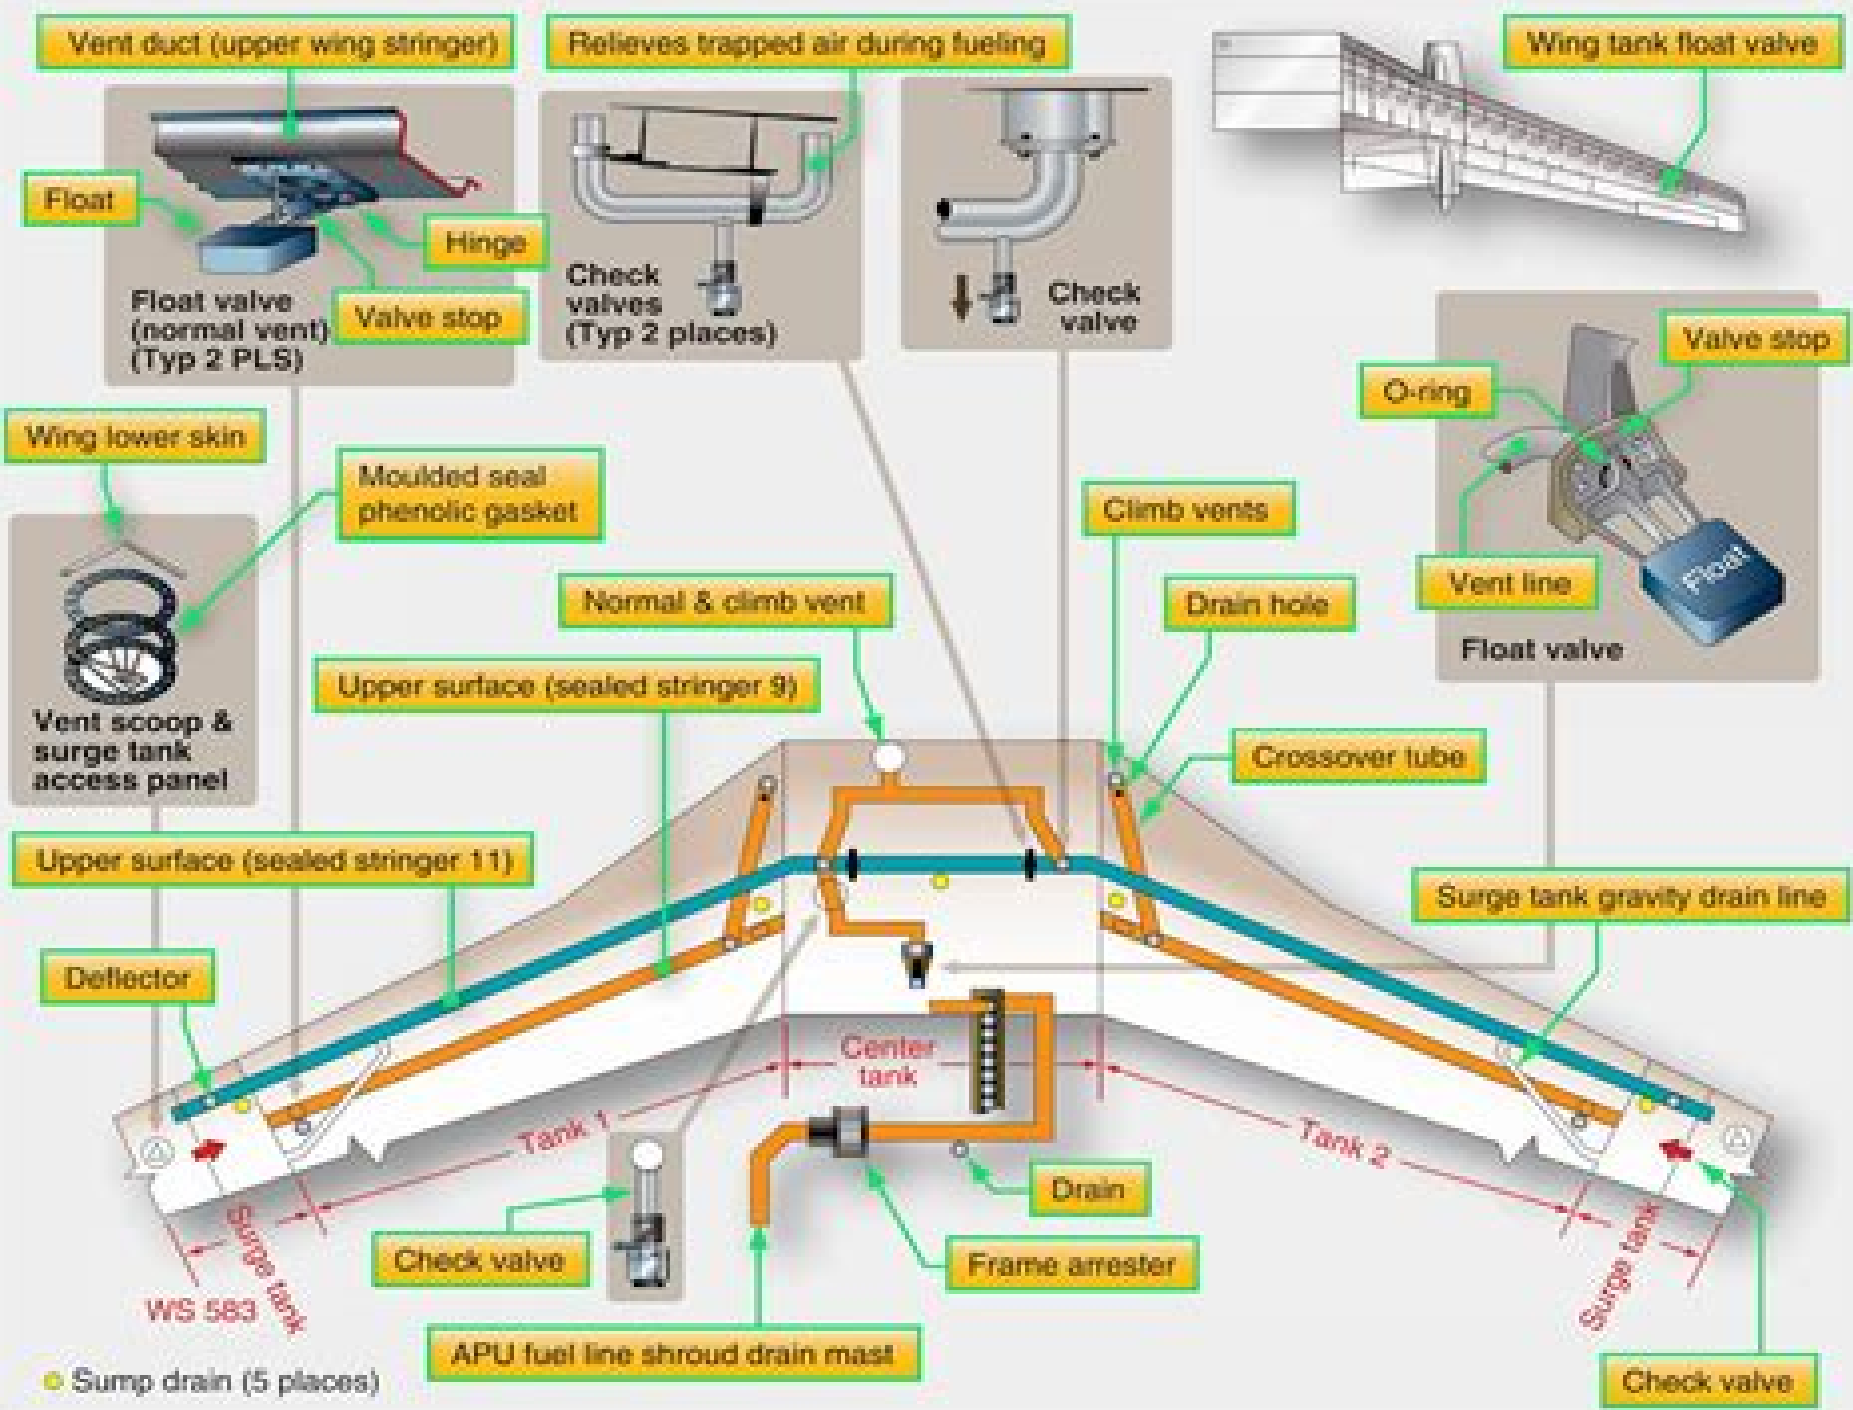 Vent duct (upper wing stringer)
Relieves trapped air during fueling
Wing tank float valve
Float
Hinge
Valve stop
Float valve
(normal vent)
(Typ 2 PLS)
Check
valves
(Typ 2 places)
Check
valve
Valve stop
O-ring
Vent line
Float
Float valve
Wing lower skin
Moulded seal
phenolic gasket
Vent scoop &
surge tank
access panel
Climb vents
Normal & climb vent
Drain hole
Upper surface (sealed stringer 9)
Crossover tube
Upper surface (sealed stringer 11)
Surge tank gravity drain line
Deflector
Center
tank
Tank 1
Tank 2
Surge tank
Surge tank
WS 583
Check valve
Drain
Frame arrester
APU fuel line shroud drain mast
Check valve
Sump drain (5 places)